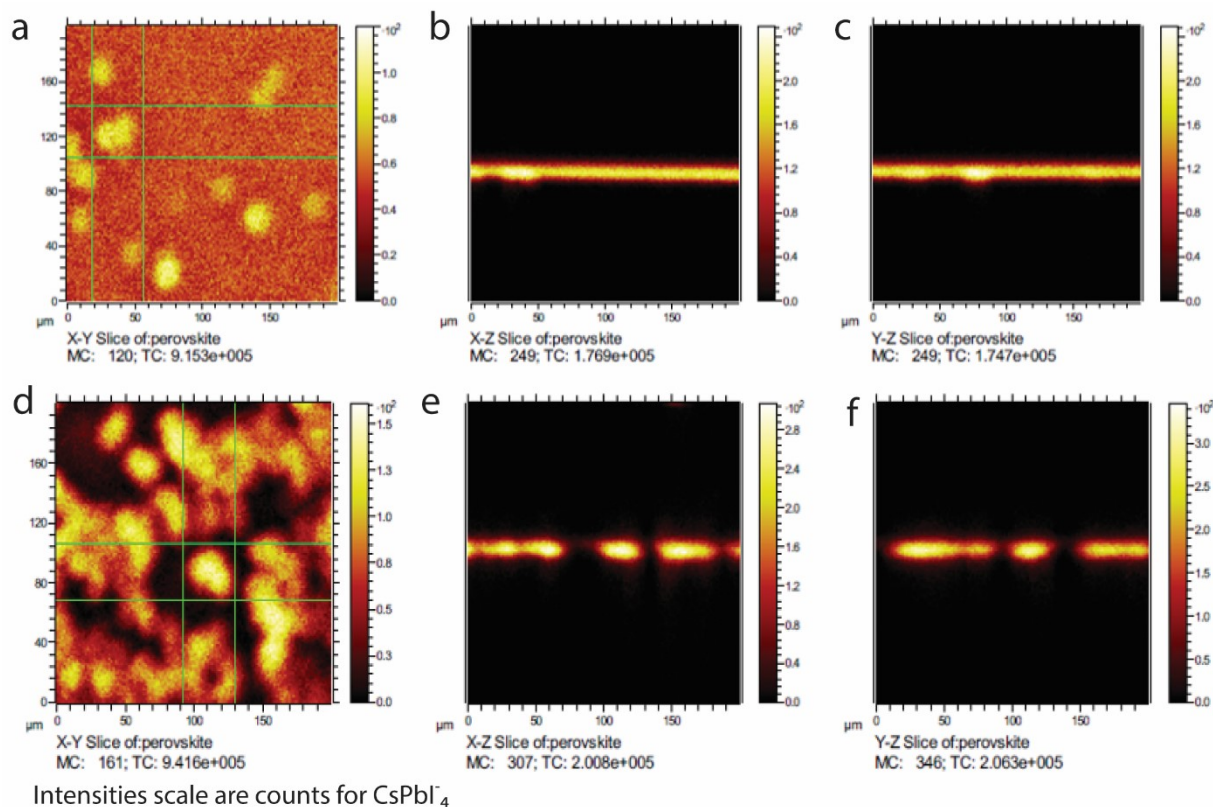 a
b
c
·10²
1.0
0.8
0.6
0.4
0.2
0.0
160
120
80
40
0
0 50 100 150
µm
X-Y Slice of:perovskite
MC: 120; TC: 9.153e+005
·10²
2.0
1.6
1.2
0.8
0.4
0.0
0 50 100 150
µm
X-Z Slice of:perovskite
MC: 249; TC: 1.769e+005
·10²
2.0
1.6
1.2
0.8
0.4
0.0
0 50 100 150
µm
Y-Z Slice of:perovskite
MC: 249; TC: 1.747e+005
d
e
f
·10²
1.5
1.3
1.0
0.8
0.5
0.3
0.0
160
120
80
40
0
0 50 100 150
µm
X-Y Slice of:perovskite
MC: 161; TC: 9.416e+005
·10²
2.8
2.4
2.0
1.6
1.2
0.8
0.4
0.0
0 50 100 150
µm
X-Z Slice of:perovskite
MC: 307; TC: 2.008e+005
·10²
3.0
2.5
2.0
1.5
1.0
0.5
0.0
0 50 100 150
µm
Y-Z Slice of:perovskite
MC: 346; TC: 2.063e+005
Intensities scale are counts for CsPbI⁻₄